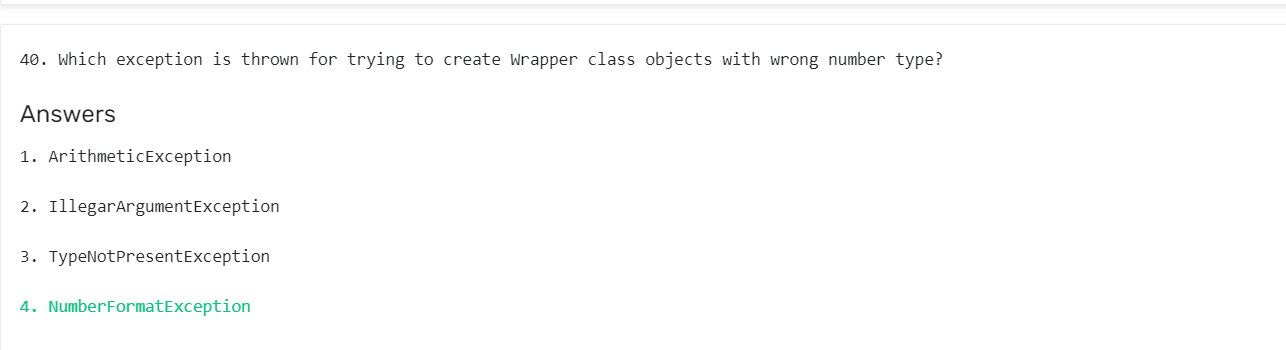 40. Which exception is thrown for trying to create Wrapper class objects with wrong number type?
Answers
1. ArithmeticException
2. IllegarArgumentException
3. TypeNotPresentException
4. NumberFormatException